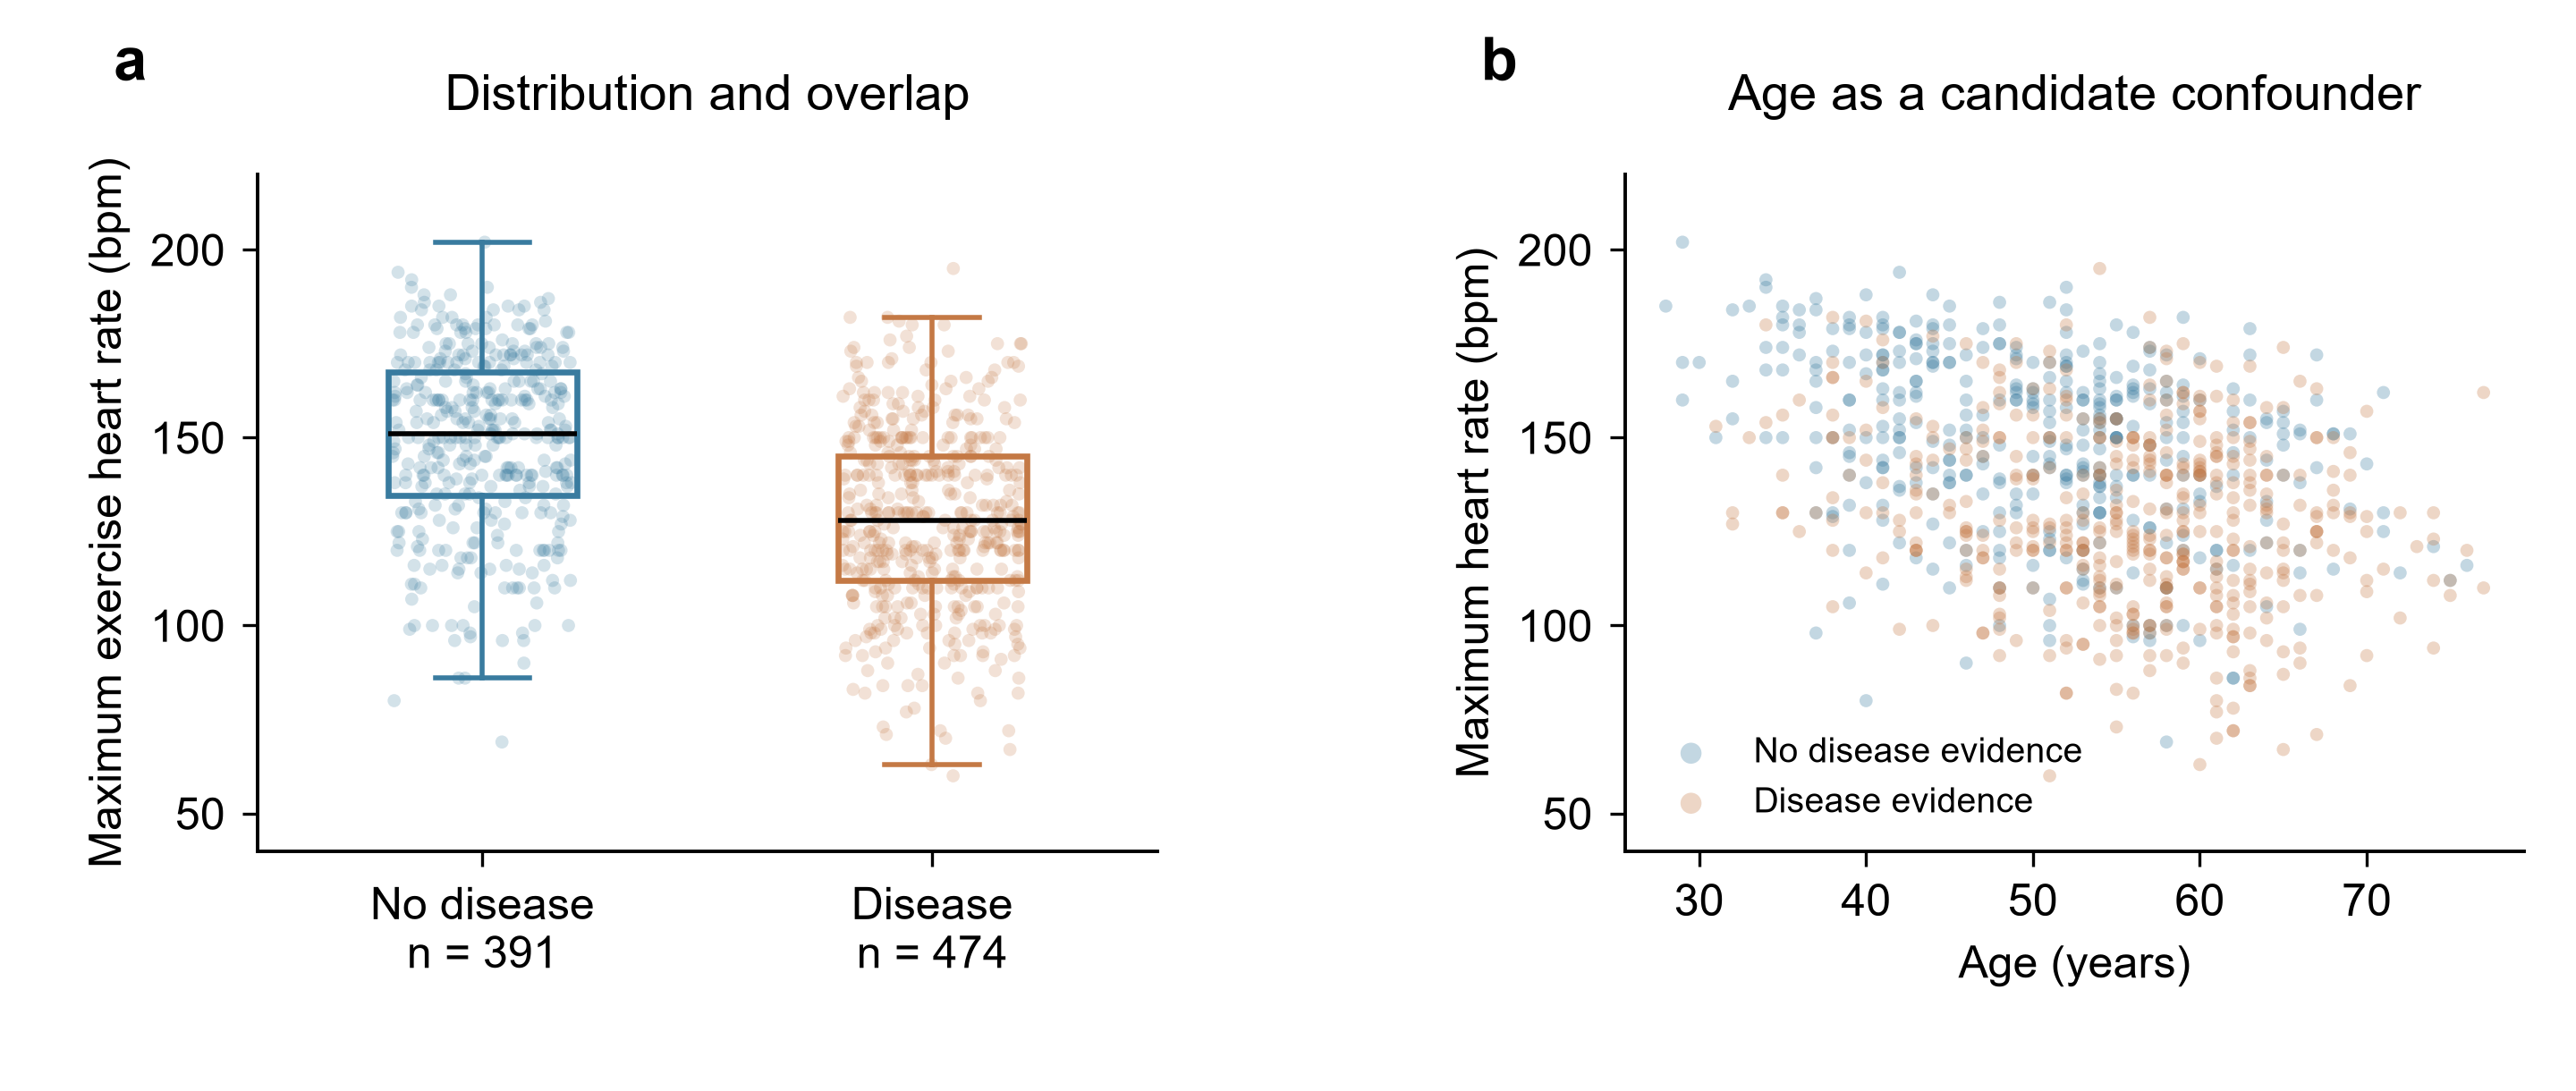 a
Distribution and overlap
Maximum exercise heart rate (bpm)
200
150
100
50
No disease
n = 391
Disease
n = 474
b
Age as a candidate confounder
Maximum heart rate (bpm)
200
150
100
50
No disease evidence
Disease evidence
30 40 50 60 70
Age (years)